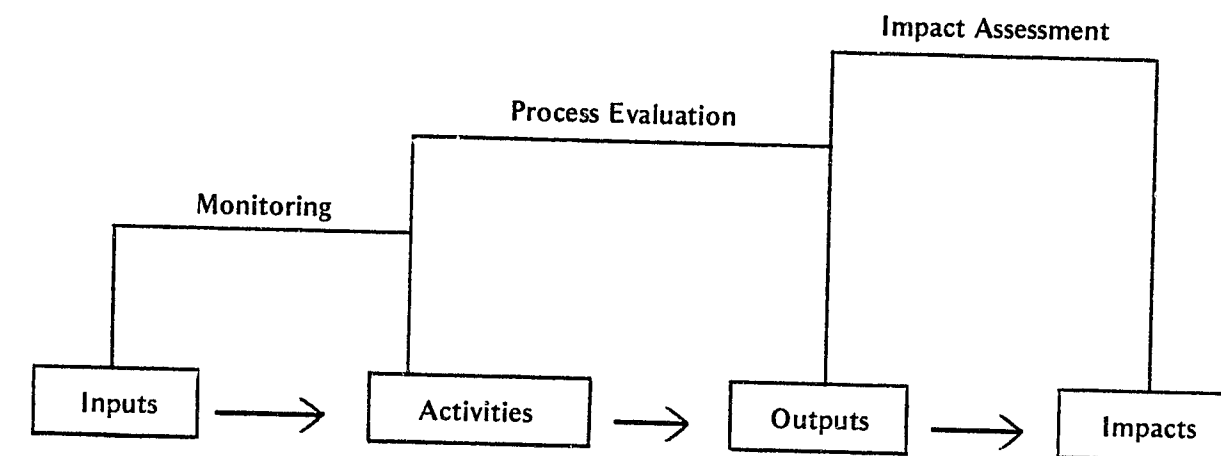 Impact Assessment
Process Evaluation
Monitoring
Inputs
Activities
Outputs
Impacts